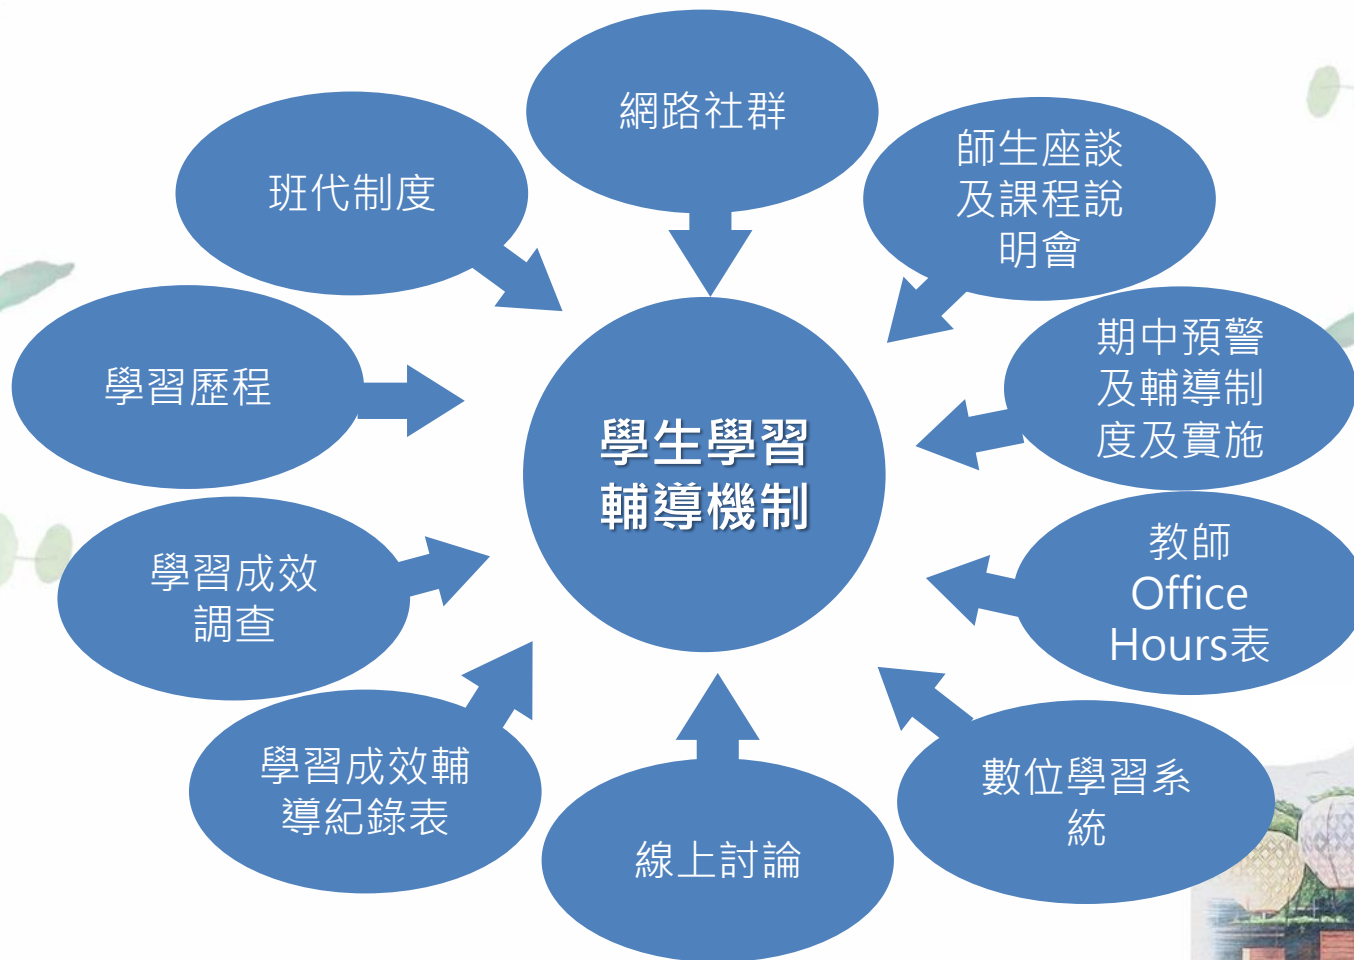 網路社群
師生座談
及課程說
明會
班代制度
期中預警
及輔導制
度及實施
學習歷程
學生學習
輔導機制
教師
Office
Hours表
學習成效
調查
數位學習系
統
學習成效輔
導紀錄表
線上討論